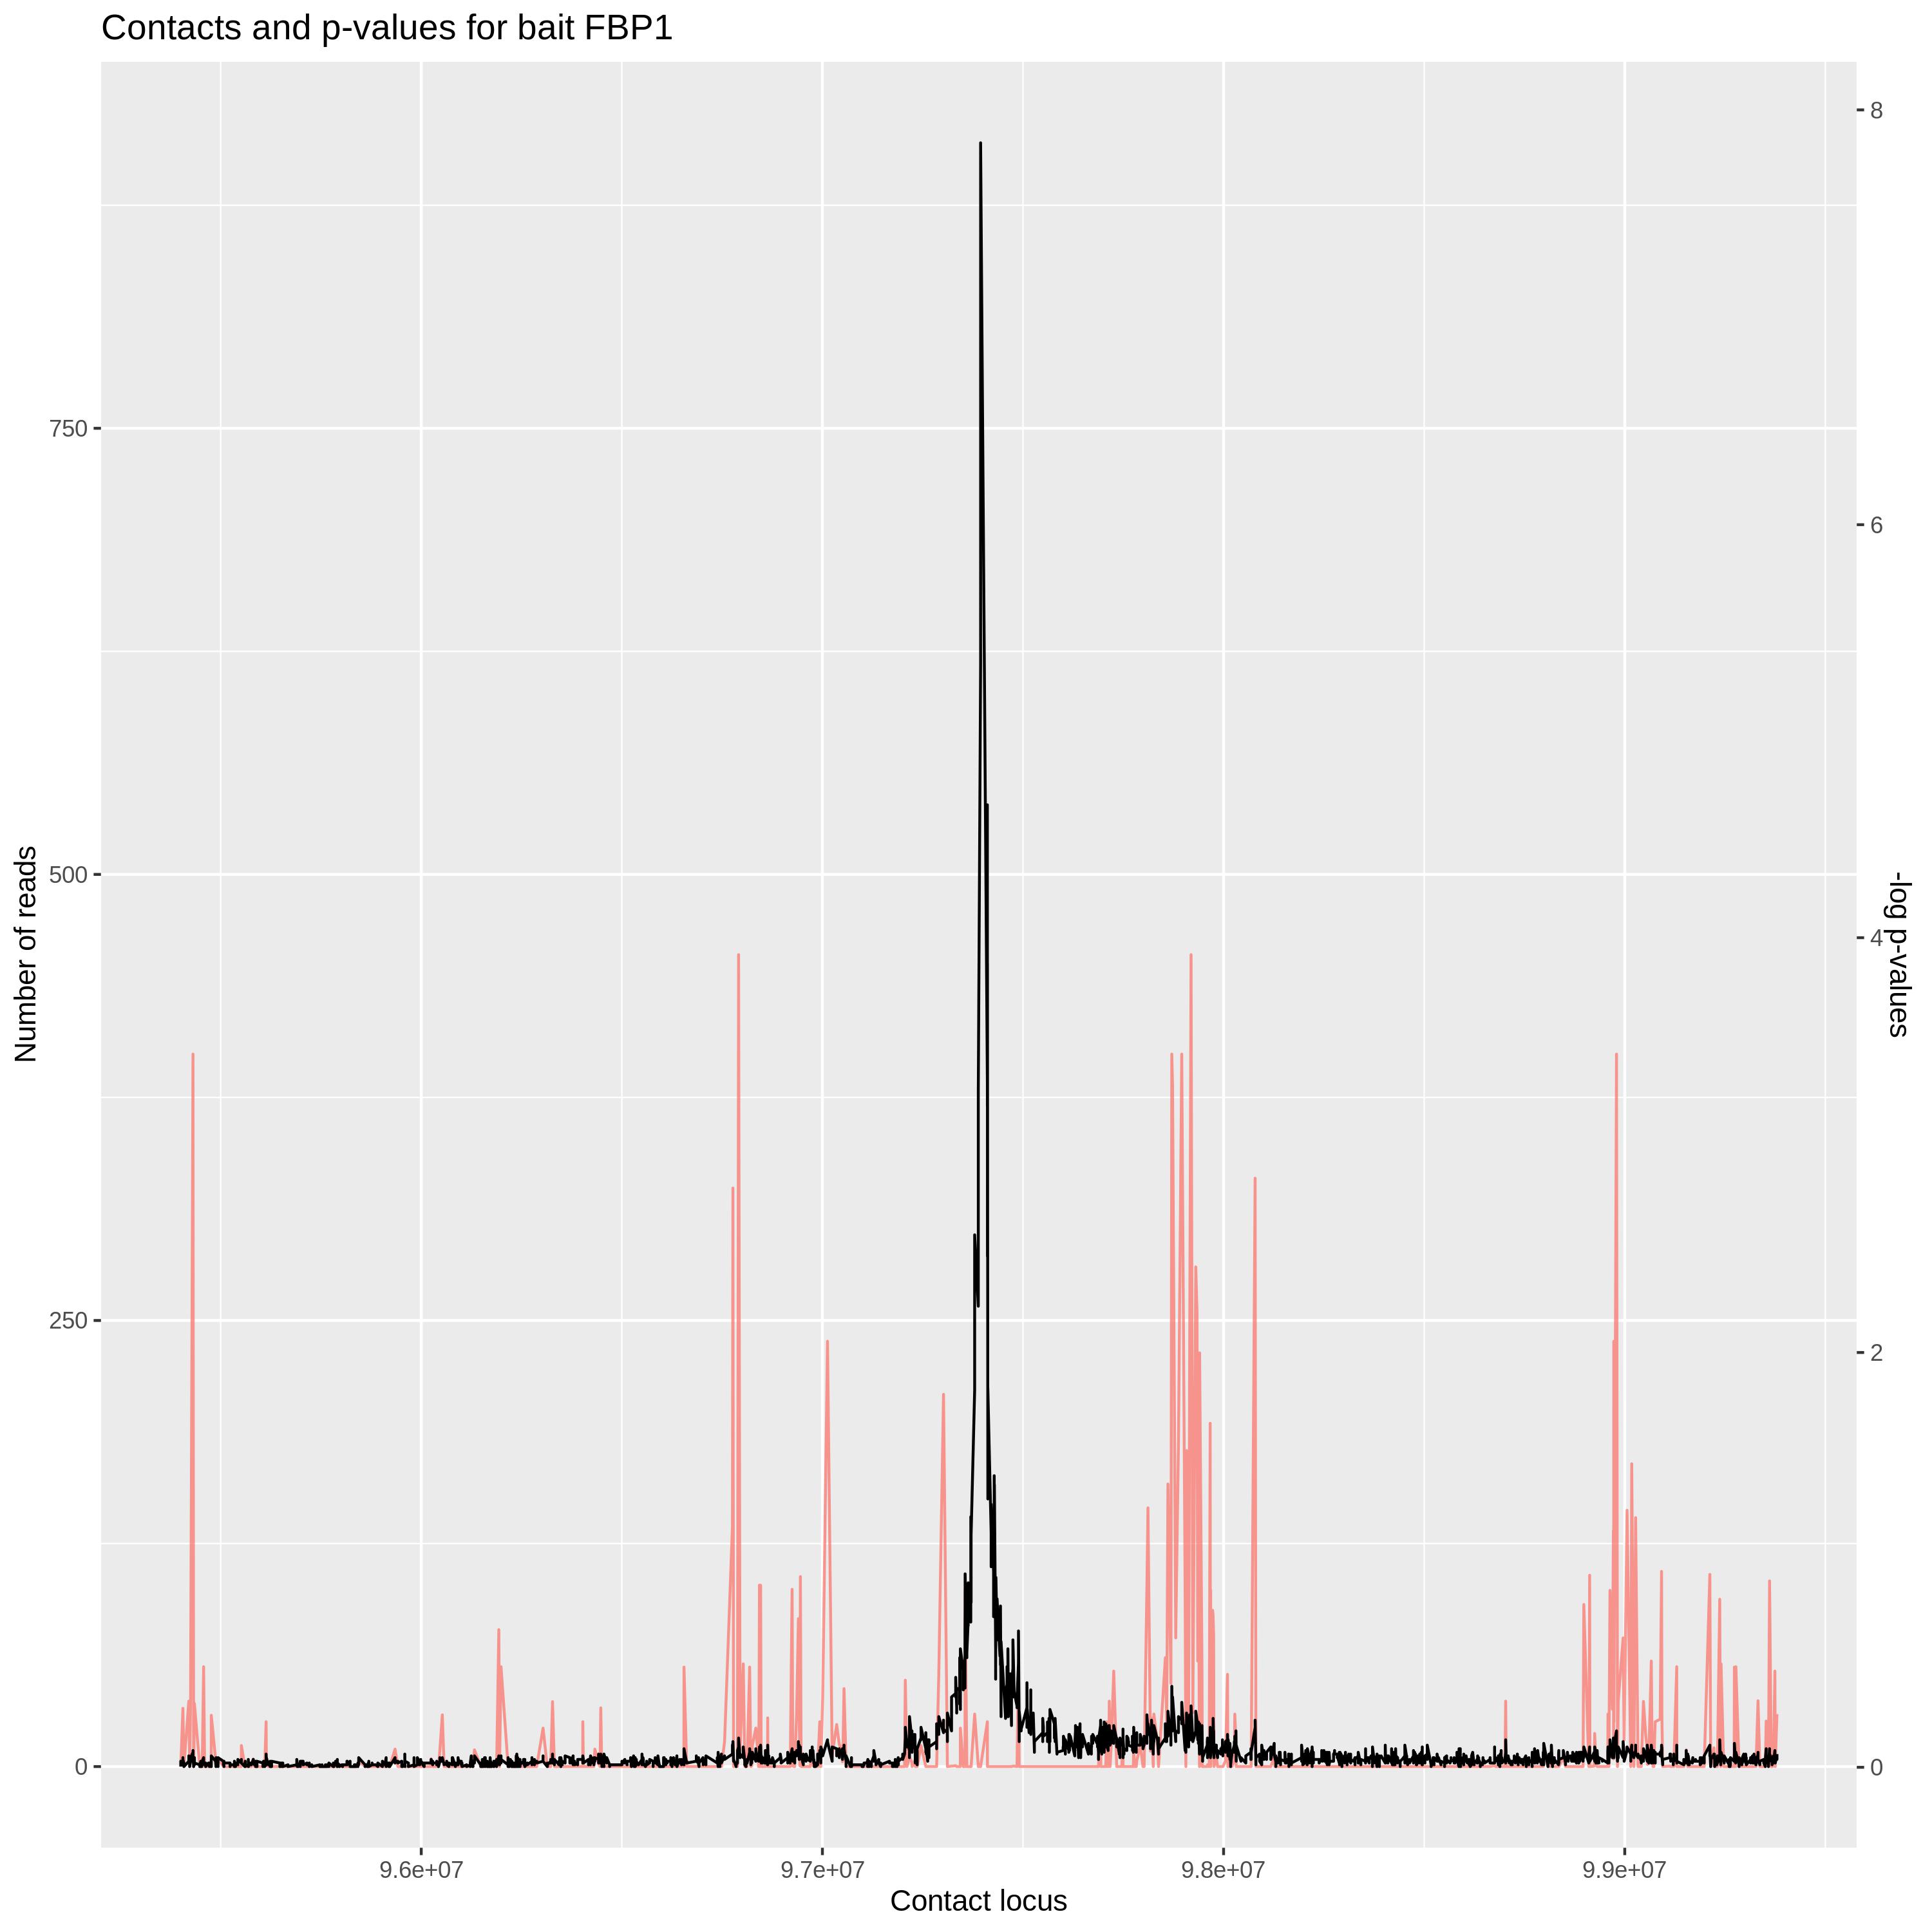 Contacts and p-values for bait FBP1
8
750
6
500
4
250
2
0
0
Number of reads
-log p-values
9.6e+07
9.7e+07
9.8e+07
9.9e+07
Contact locus